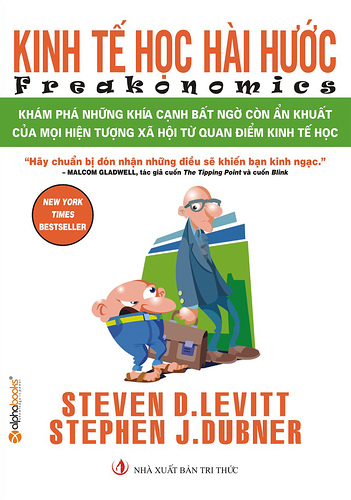 KINH TẾ HỌC HÀI HƯỚC
Freakonomics
KHÁM PHÁ NHỮNG KHÍA CẠNH BẤT NGỜ CÒN ẨN KHUẤT
CỦA MỌI HIỆN TƯỢNG XÃ HỘI TỪ QUAN ĐIỂM KINH TẾ HỌC
“Hãy chuẩn bị đón nhận những điều sẽ khiến bạn kinh ngạc.”
– MALCOM GLADWELL, tác giả cuốn The Tipping Point và cuốn Blink
NEW YORK
TIMES
BESTSELLER
alphabooks
STEVEN D.LEVITT
STEPHEN J.DUBNER
NHÀ XUẤT BẢN TRI THỨC